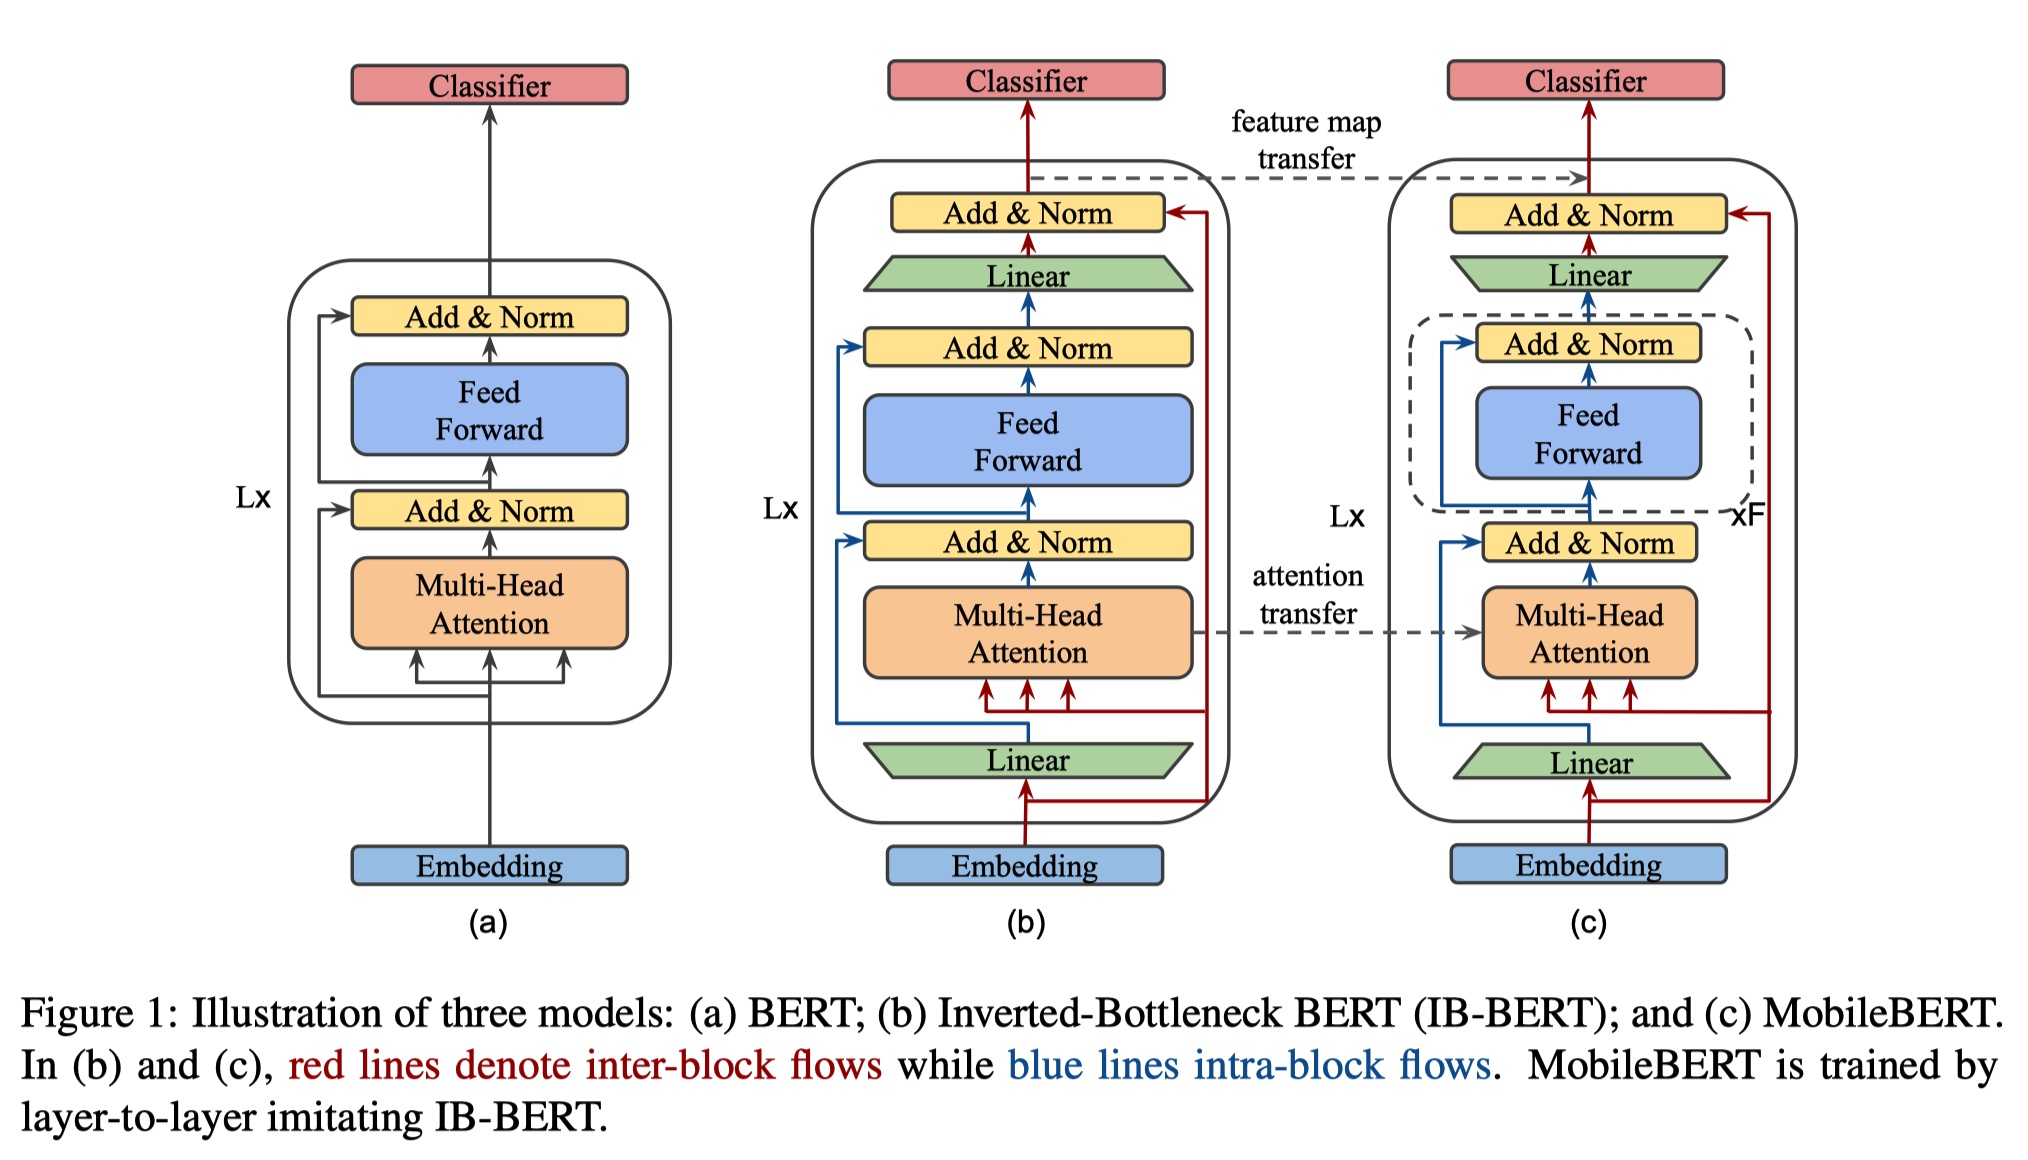 Classifier
Add & Norm
Feed
Forward
Add & Norm
Multi-Head
Attention
Lx
Embedding
(a)
Classifier
Add & Norm
Linear
Add & Norm
Feed
Forward
Add & Norm
Multi-Head
Attention
Linear
Lx
Embedding
(b)
feature map
transfer
attention
transfer
Classifier
Add & Norm
Linear
Add & Norm
Feed
Forward
xF
Add & Norm
Multi-Head
Attention
Linear
Lx
Embedding
(c)
Figure 1: Illustration of three models: (a) BERT; (b) Inverted-Bottleneck BERT (IB-BERT); and (c) MobileBERT.
In (b) and (c), red lines denote inter-block flows while blue lines intra-block flows. MobileBERT is trained by
layer-to-layer imitating IB-BERT.